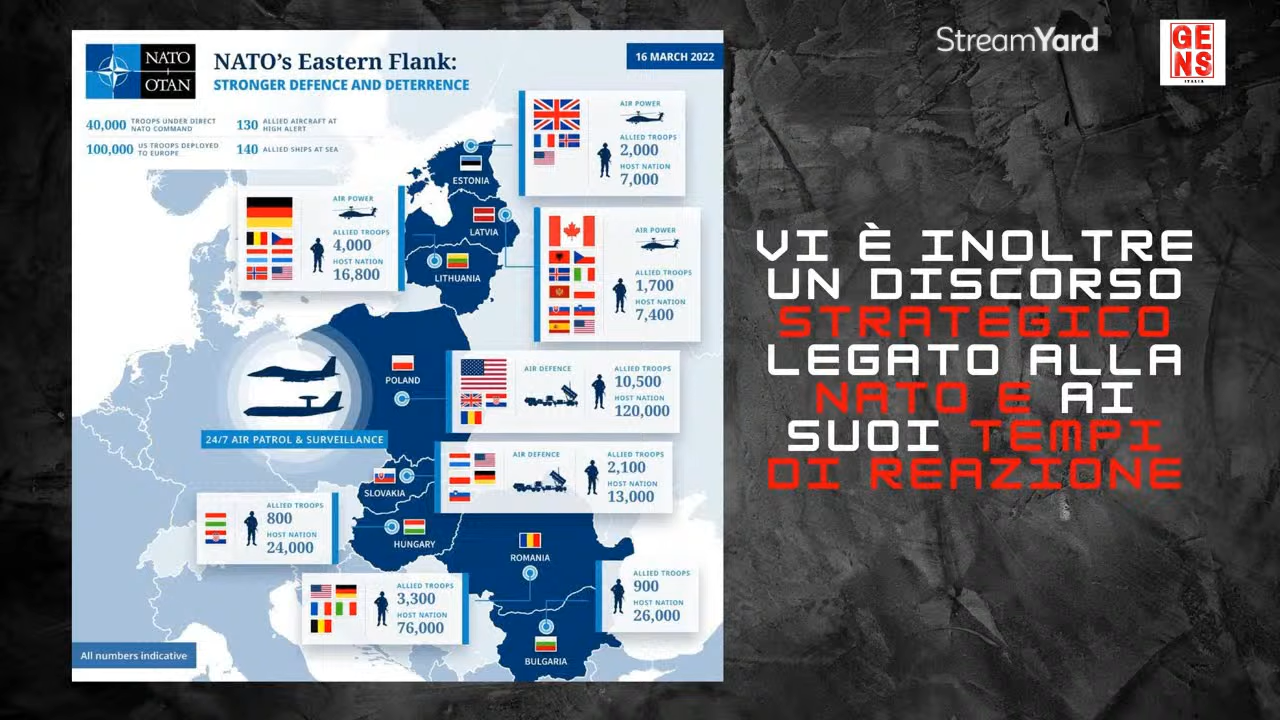 NATO
OTAN
NATO's Eastern Flank:
STRONGER DEFENCE AND DETERRENCE
16 MARCH 2022
40,000 TROOPS UNDER DIRECT NATO COMMAND
130 ALLIED AIRCRAFT AT HIGH ALERT
100,000 US TROOPS DEPLOYED TO EUROPE
140 ALLIED SHIPS AT SEA
AIR POWER
ALLIED TROOPS
2,000
HOST NATION
7,000
ESTONIA
AIR POWER
ALLIED TROOPS
4,000
HOST NATION
16,800
LATVIA
LITHUANIA
AIR POWER
ALLIED TROOPS
1,700
HOST NATION
7,400
POLAND
AIR DEFENCE
ALLIED TROOPS
10,500
HOST NATION
120,000
24/7 AIR PATROL & SURVEILLANCE
AIR DEFENCE
ALLIED TROOPS
2,100
HOST NATION
13,000
SLOVAKIA
ALLIED TROOPS
800
HOST NATION
24,000
HUNGARY
ROMANIA
ALLIED TROOPS
3,300
HOST NATION
76,000
ALLIED TROOPS
900
HOST NATION
26,000
BULGARIA
All numbers indicative
StreamYard
GE
NS
ITALIA
VI È INOLTRE
UN DISCORSO
STRATEGICO
LEGATO ALLA
NATO E AI
SUOI TEMPI
DI REAZIONE